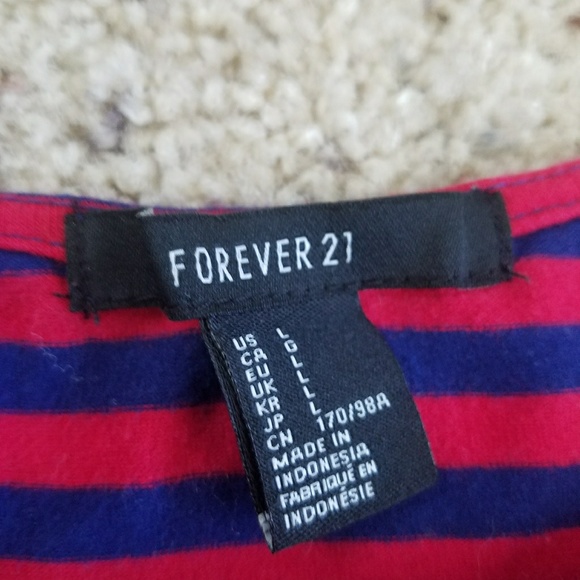 FOREVER 21
US L
CA G
EU L
UK L
KR L
JP L
CN 170/98A
MADE IN
INDONESIA
FABRIQUÉ EN
INDONÉSIE